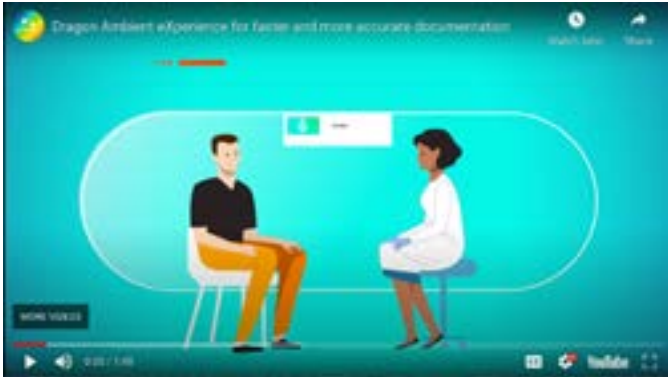 Dragon Ambient eXperience for faster and more accurate documentation
Watch later
Share
MORE VIDEOS
YouTube